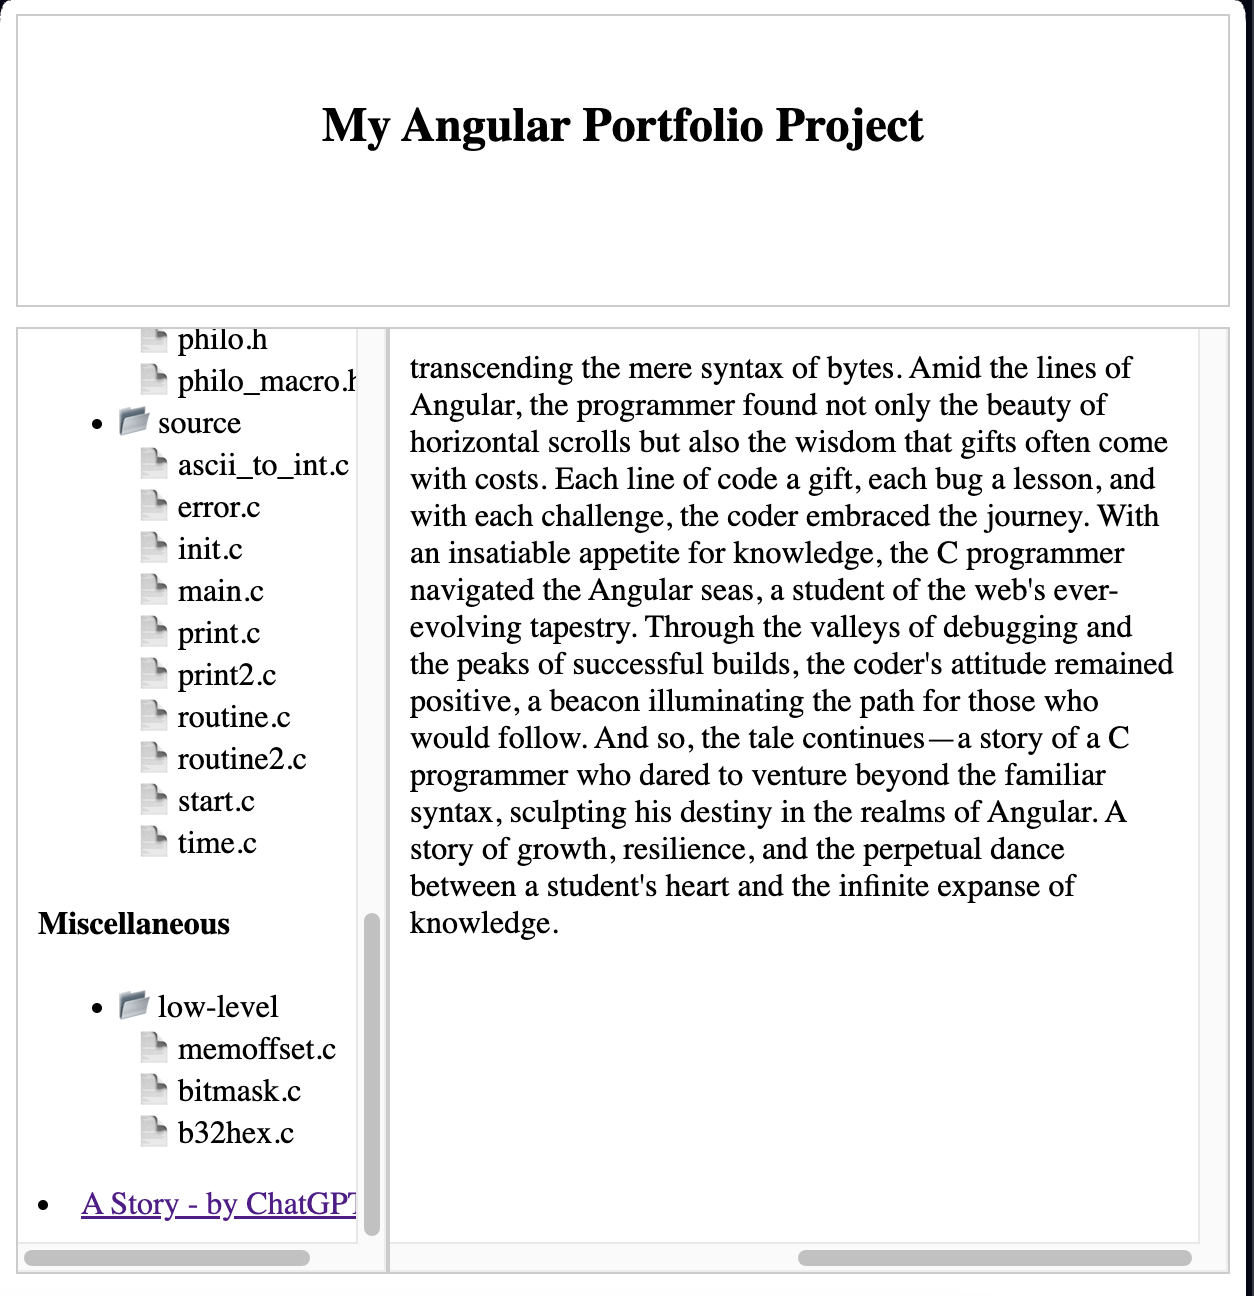 My Angular Portfolio Project
philo.h
philo_macro.h
source
ascii_to_int.c
error.c
init.c
main.c
print.c
print2.c
routine.c
routine2.c
start.c
time.c
Miscellaneous
low-level
memoffset.c
bitmask.c
b32hex.c
A Story - by ChatGPT
transcending the mere syntax of bytes. Amid the lines of
Angular, the programmer found not only the beauty of
horizontal scrolls but also the wisdom that gifts often come
with costs. Each line of code a gift, each bug a lesson, and
with each challenge, the coder embraced the journey. With
an insatiable appetite for knowledge, the C programmer
navigated the Angular seas, a student of the web's ever-
evolving tapestry. Through the valleys of debugging and
the peaks of successful builds, the coder's attitude remained
positive, a beacon illuminating the path for those who
would follow. And so, the tale continues—a story of a C
programmer who dared to venture beyond the familiar
syntax, sculpting his destiny in the realms of Angular. A
story of growth, resilience, and the perpetual dance
between a student's heart and the infinite expanse of
knowledge.